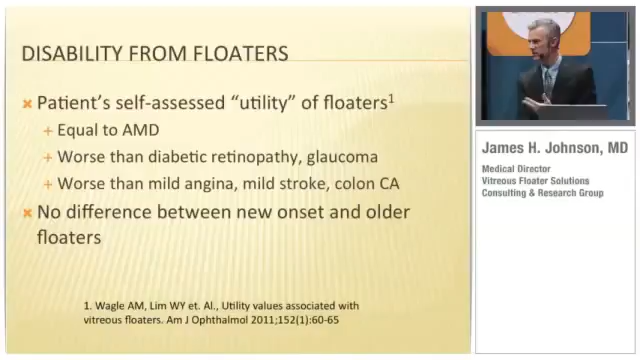 DISABILITY FROM FLOATERS
Patient's self-assessed "utility" of floaters1
Equal to AMD
Worse than diabetic retinopathy, glaucoma
Worse than mild angina, mild stroke, colon CA
No difference between new onset and older
floaters
1. Wagle AM, Lim WY et. Al., Utility values associated with
vitreous floaters. Am J Ophthalmol 2011;152(1):60-65
James H. Johnson, MD
Medical Director
Vitreous Floater Solutions
Consulting & Research Group